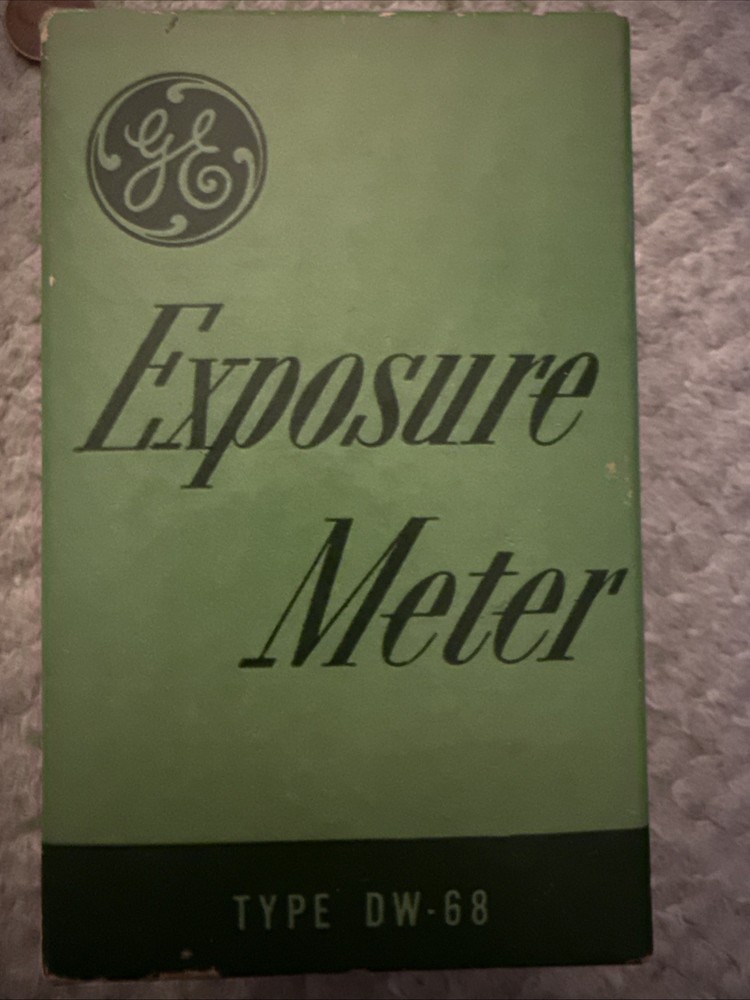 GE
Exposure
Meter
TYPE DW-68